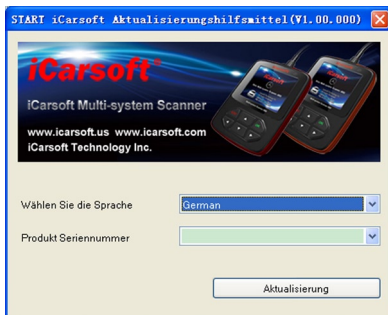 START iCarsoft Aktualisierungshilfsmittel(V1.00.000)
iCarsoft
iCarsoft Multi-system Scanner
www.icarsoft.us www.icarsoft.com
iCarsoft Technology Inc.
Wählen Sie die Sprache
German
Produkt Seriennummer
Aktualisierung